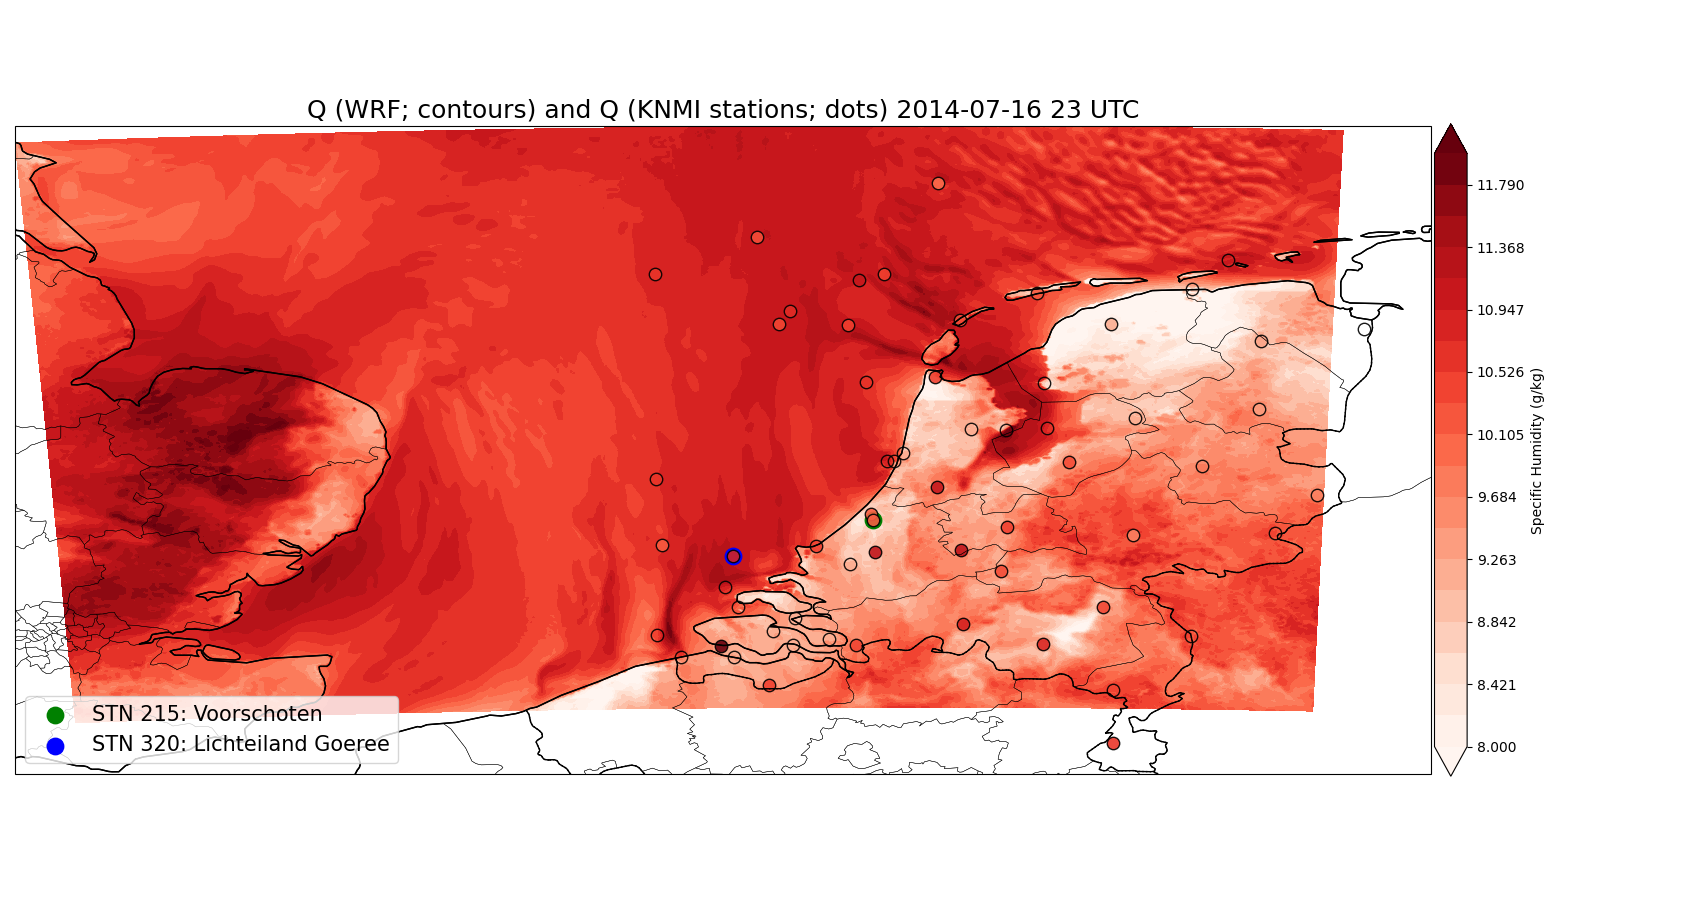 Q (WRF; contours) and Q (KNMI stations; dots) 2014-07-16 23 UTC
11.790
11.368
10.947
10.526
10.105
9.684
9.263
8.842
8.421
8.000
Specific Humidity (g/kg)
STN 215: Voorschoten
STN 320: Lichteiland Goeree